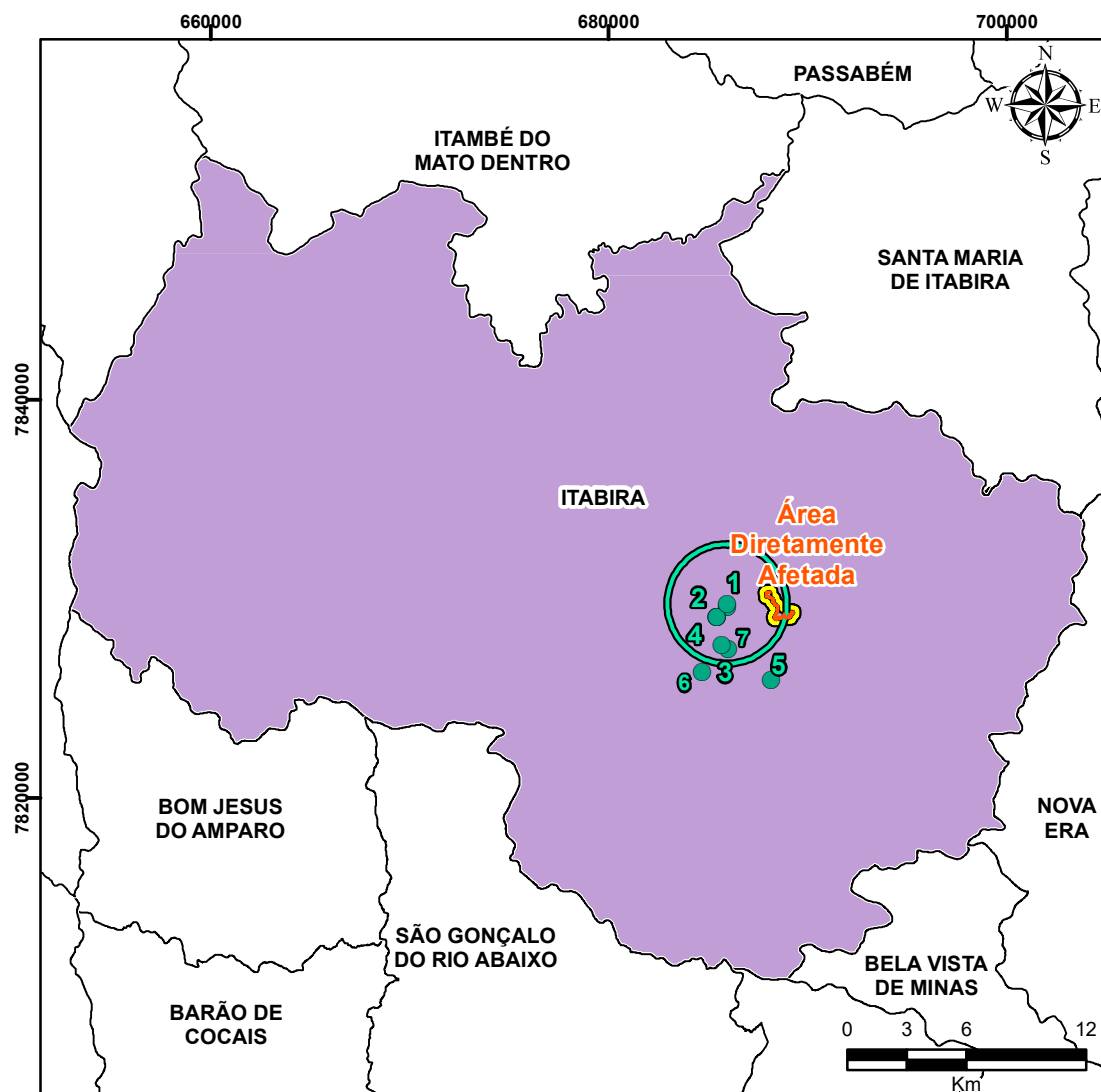 660000
680000
700000
PASSABÉM
N
W
E
S
ITAMBÉ DO
MATO DENTRO
SANTA MARIA
DE ITABIRA
7840000
ITABIRA
Área
Diretamente
Afetada
1
2
4
7
3
5
6
7820000
BOM JESUS
DO AMPARO
NOVA
ERA
SÃO GONÇALO
DO RIO ABAIXO
BELA VISTA
DE MINAS
BARÃO DE
COCAIS
0 3 6 12
Km